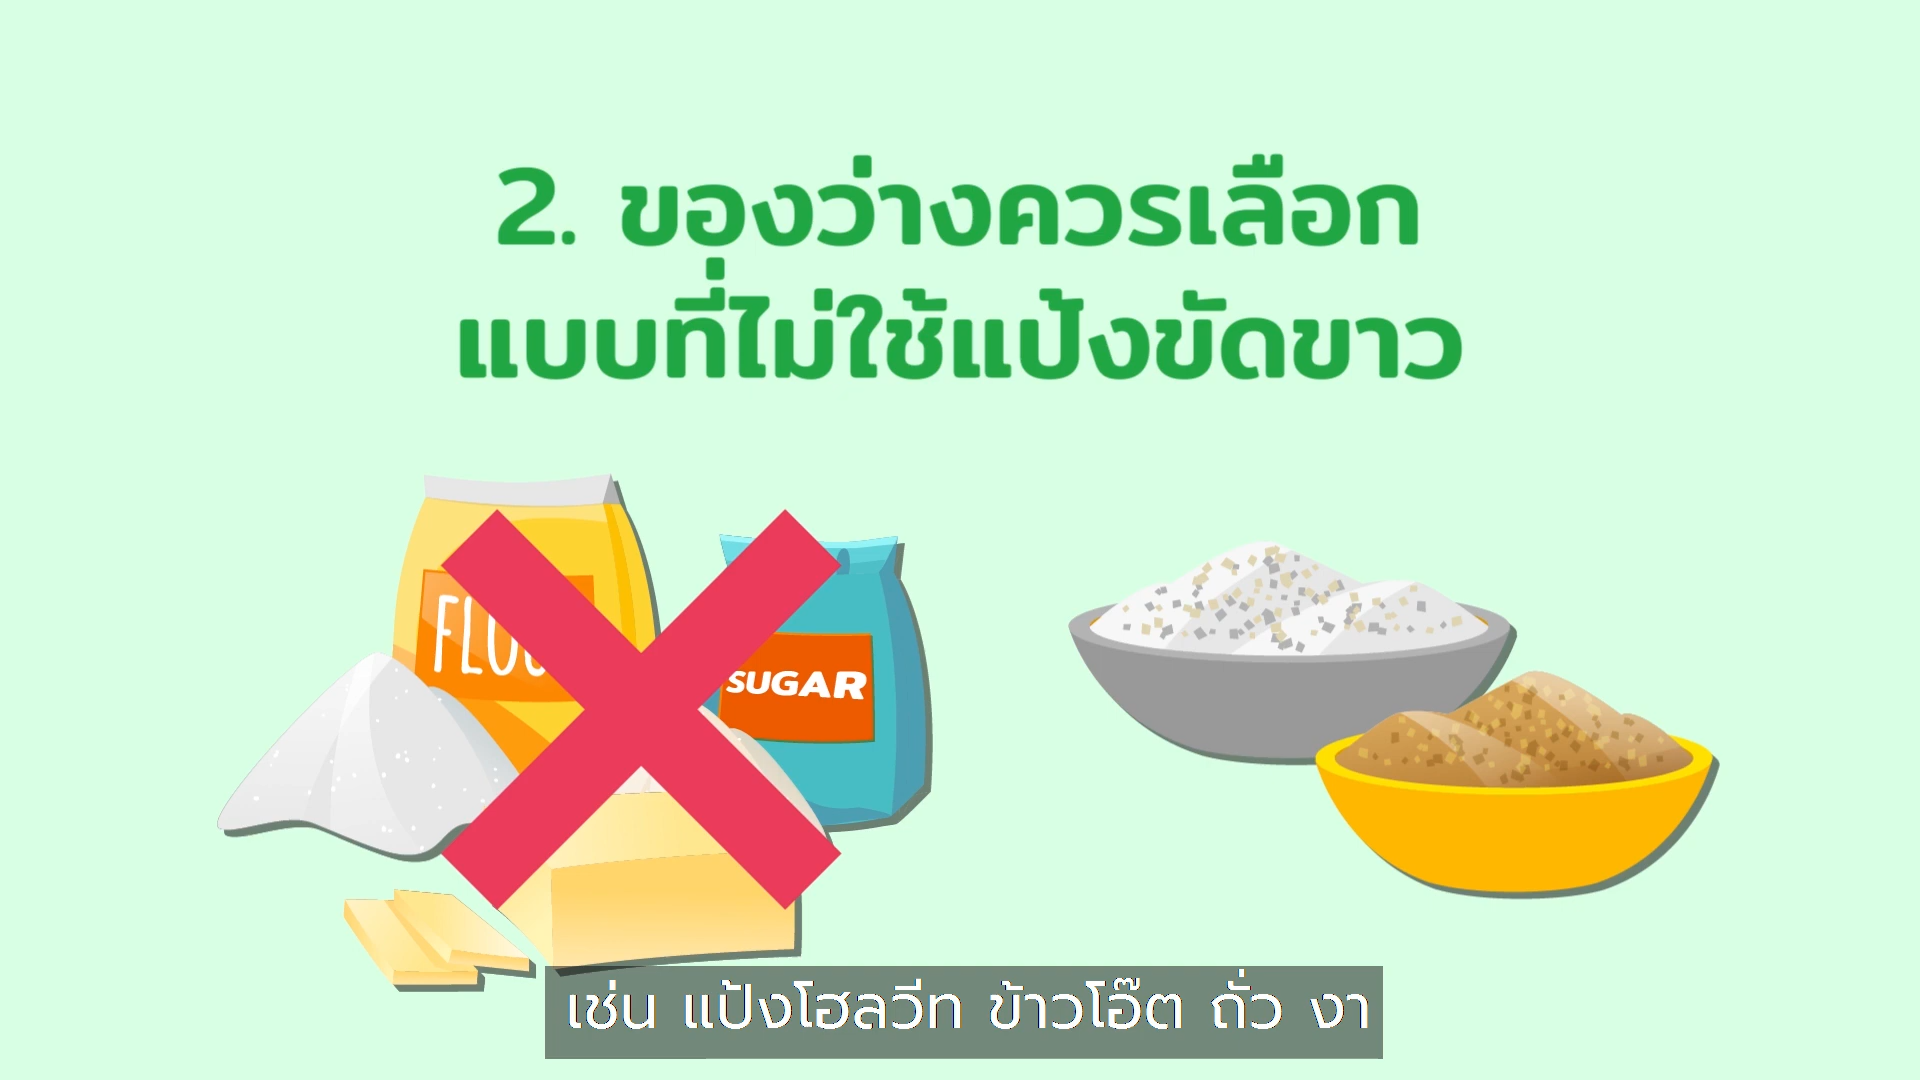 2. ของว่างควรเลือก
แบบที่ไม่ใช้แป้งขัดขาว
SUGAR
เช่น แป้งโฮลวีท ข้าวโอ๊ต ถั่ว งา